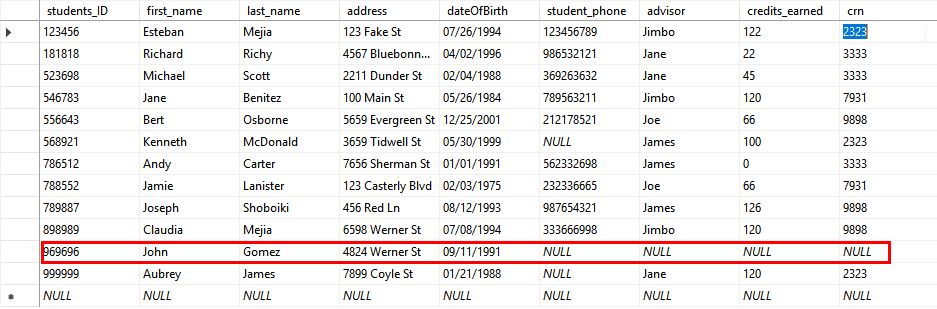 students_ID first_name last_name address dateOfBirth student_phone advisor credits_earned crn
123456 Esteban Mejia 123 Fake St 07/26/1994 123456789 Jimbo 122 2323
181818 Richard Richy 4567 Bluebonn... 04/02/1996 986532121 Jane 22 3333
523698 Michael Scott 2211 Dunder St 02/04/1988 369263632 Jane 45 3333
546783 Jane Benitez 100 Main St 05/26/1984 789563211 Jimbo 120 7931
556643 Bert Osborne 5659 Evergreen St 12/25/2001 212178521 Joe 66 9898
568921 Kenneth McDonald 3659 Tidwell St 05/30/1999 NULL James 100 2323
786512 Andy Carter 7656 Sherman St 01/01/1991 562332698 James 0 3333
788552 Jamie Lanister 123 Casterly Blvd 02/03/1975 232336665 Joe 66 7931
789887 Joseph Shoboiki 456 Red Ln 08/12/1993 987654321 James 126 9898
898989 Claudia Mejia 6598 Werner St 07/08/1994 333666998 Jimbo 120 9898
969696 John Gomez 4824 Werner St 09/11/1991 NULL NULL NULL NULL
999999 Aubrey James 7899 Coyle St 01/21/1988 NULL Jane 120 2323
NULL NULL NULL NULL NULL NULL NULL NULL NULL